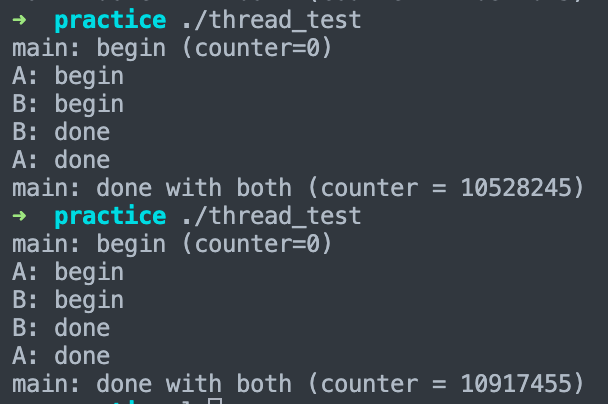 ➜ practice ./thread_test
main: begin (counter=0)
A: begin
B: begin
B: done
A: done
main: done with both (counter = 10528245)
➜ practice ./thread_test
main: begin (counter=0)
A: begin
B: begin
B: done
A: done
main: done with both (counter = 10917455)